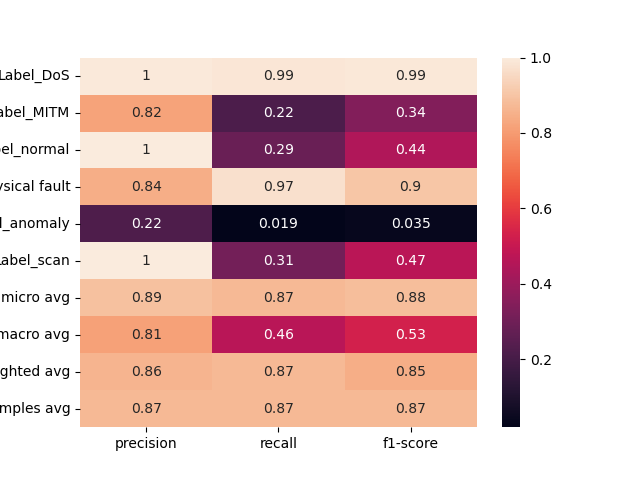 Label_DoS 1 0.99 0.99
abel_MITM 0.82 0.22 0.34
el_normal 1 0.29 0.44
ysical fault 0.84 0.97 0.9
l_anomaly 0.22 0.019 0.035
Label_scan 1 0.31 0.47
micro avg 0.89 0.87 0.88
macro avg 0.81 0.46 0.53
ghted avg 0.86 0.87 0.85
mples avg 0.87 0.87 0.87
precision recall f1-score
1.0
0.8
0.6
0.4
0.2